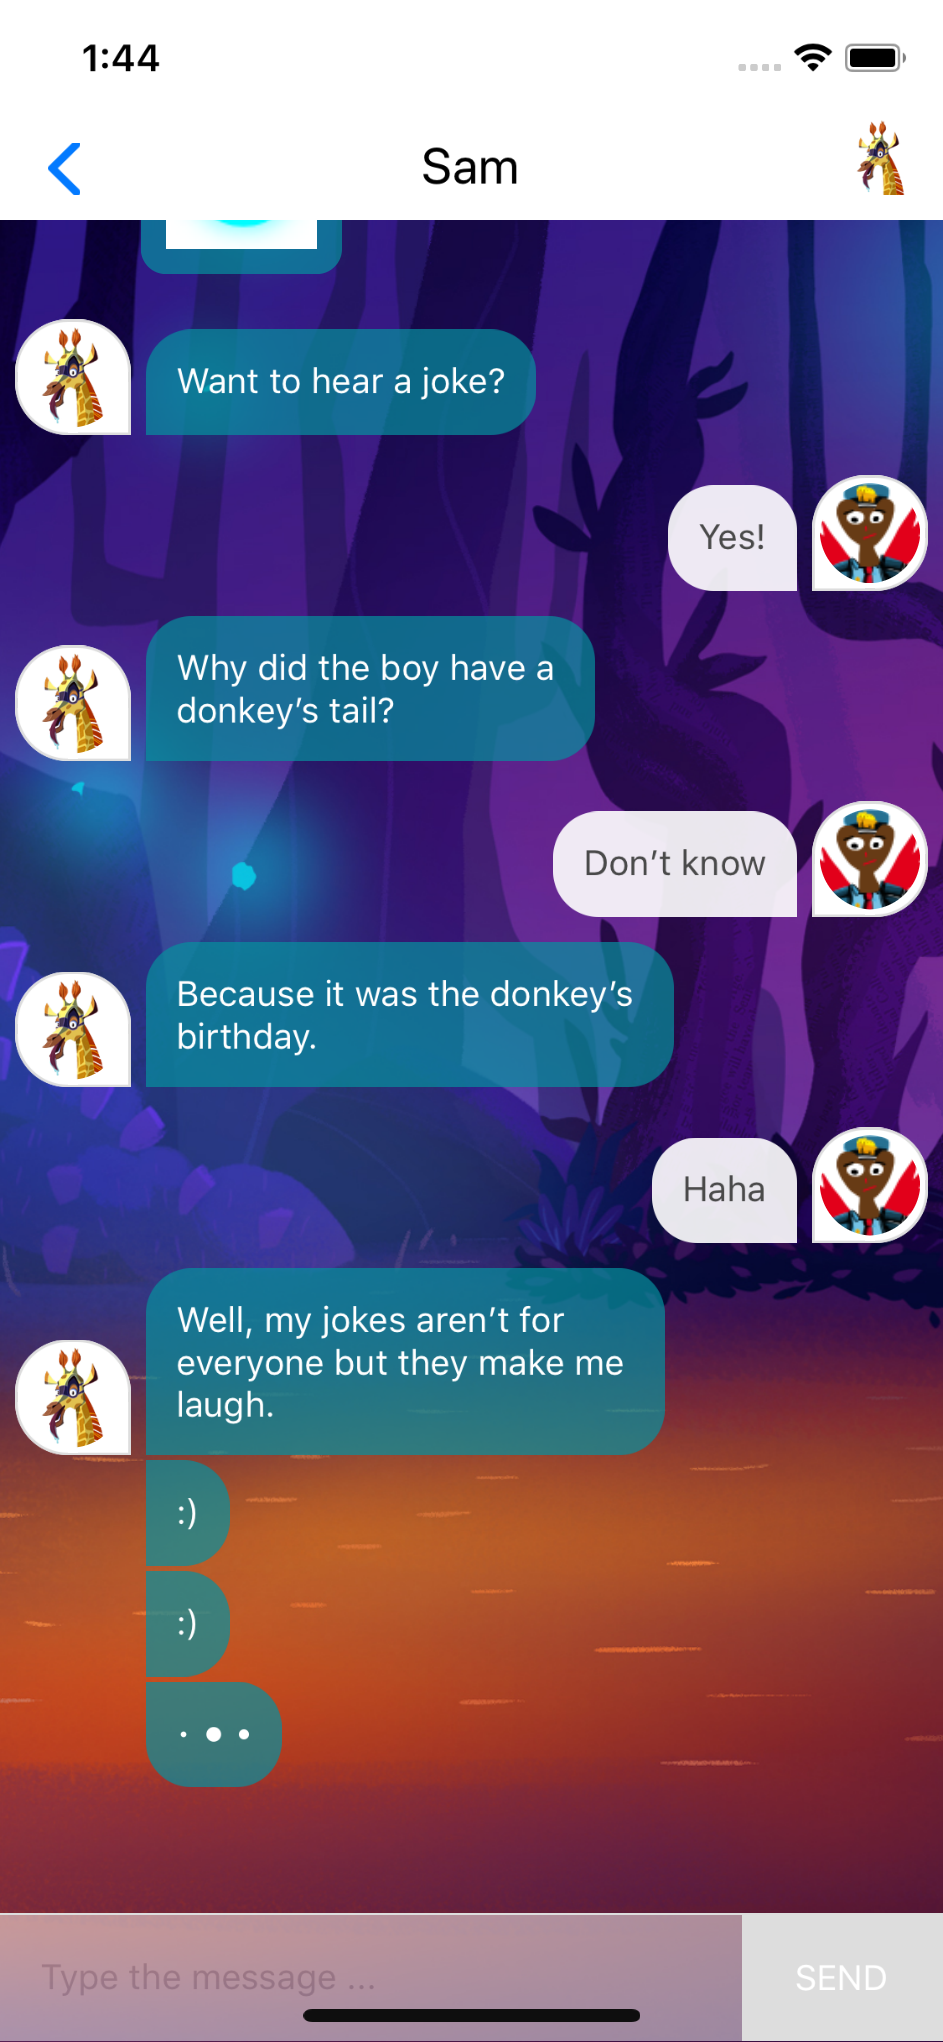 1:44
Sam
Want to hear a joke?
Yes!
Why did the boy have a
donkey’s tail?
Don’t know
Because it was the donkey’s
birthday.
Haha
Well, my jokes aren’t for
everyone but they make me
laugh.
:)
:)
Type the message ...
SEND